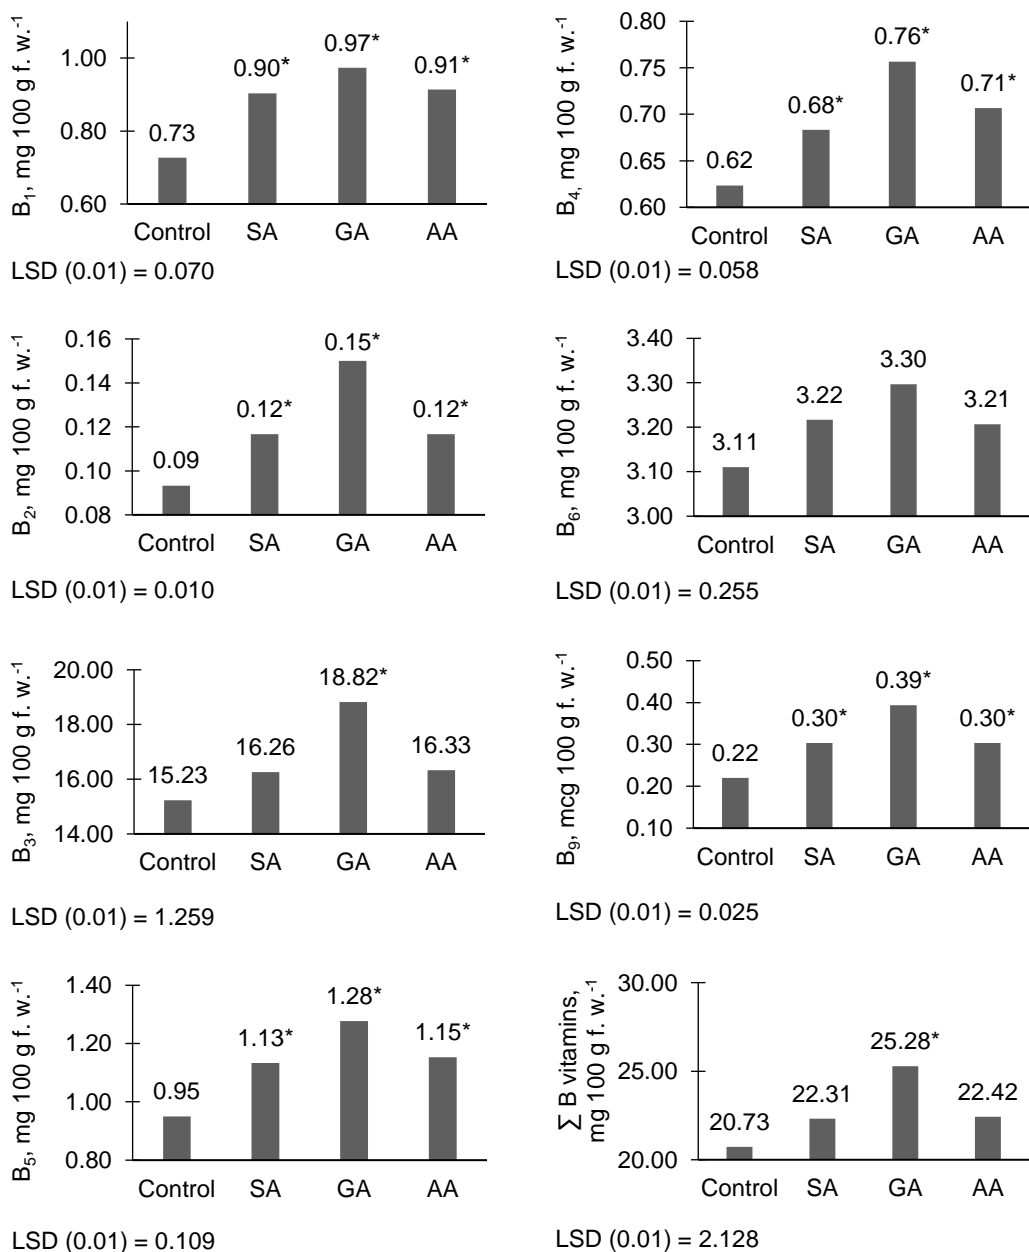 B₁, mg 100 g f. w.⁻¹
1.00
0.80
0.60
0.73
0.90*
0.97*
0.91*
Control SA GA AA
LSD (0.01) = 0.070
B₄, mg 100 g f. w.⁻¹
0.80
0.75
0.70
0.65
0.60
0.62
0.68*
0.76*
0.71*
Control SA GA AA
LSD (0.01) = 0.058
B₂, mg 100 g f. w.⁻¹
0.16
0.14
0.12
0.10
0.08
0.09
0.12*
0.15*
0.12*
Control SA GA AA
LSD (0.01) = 0.010
B₆, mg 100 g f. w.⁻¹
3.40
3.30
3.20
3.10
3.00
3.11
3.22
3.30
3.21
Control SA GA AA
LSD (0.01) = 0.255
B₃, mg 100 g f. w.⁻¹
20.00
18.00
16.00
14.00
15.23
16.26
18.82*
16.33
Control SA GA AA
LSD (0.01) = 1.259
B₉, mcg 100 g f. w.⁻¹
0.50
0.40
0.30
0.20
0.10
0.22
0.30*
0.39*
0.30*
Control SA GA AA
LSD (0.01) = 0.025
B₅, mg 100 g f. w.⁻¹
1.40
1.20
1.00
0.80
0.95
1.13*
1.28*
1.15*
Control SA GA AA
LSD (0.01) = 0.109
∑ B vitamins,
mg 100 g f. w.⁻¹
30.00
25.00
20.00
20.73
22.31
25.28*
22.42
Control SA GA AA
LSD (0.01) = 2.128